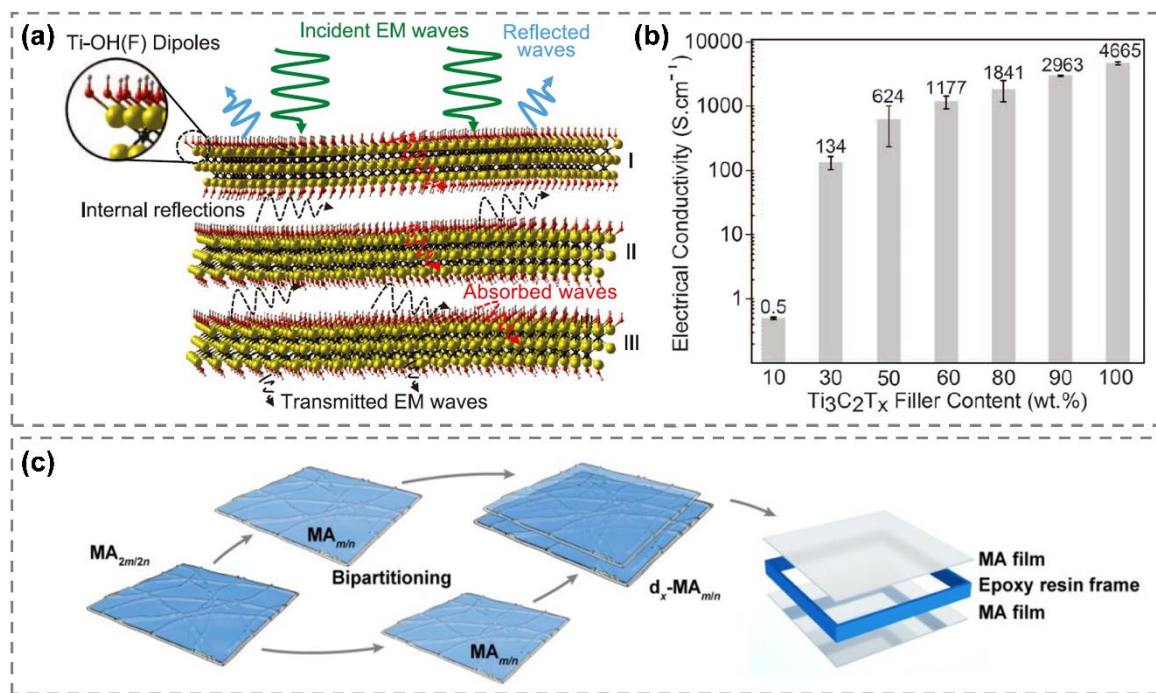 (a)
Ti-OH(F) Dipoles
Incident EM waves
Reflected
waves
I
Internal reflections
II
Absorbed waves
III
Transmitted EM waves
(b)
Electrical Conductivity (S.cm⁻¹)
10000
1000
100
10
1
0.5
134
624
1177
1841
2963
4665
10
30
50
60
80
90
100
Ti₃C₂Tₓ Filler Content (wt.%)
(c)
MA₂ₘ/₂ₙ
MAₘ/ₙ
Bipartitioning
MAₘ/ₙ
dₓ-MAₘ/ₙ
MA film
Epoxy resin frame
MA film